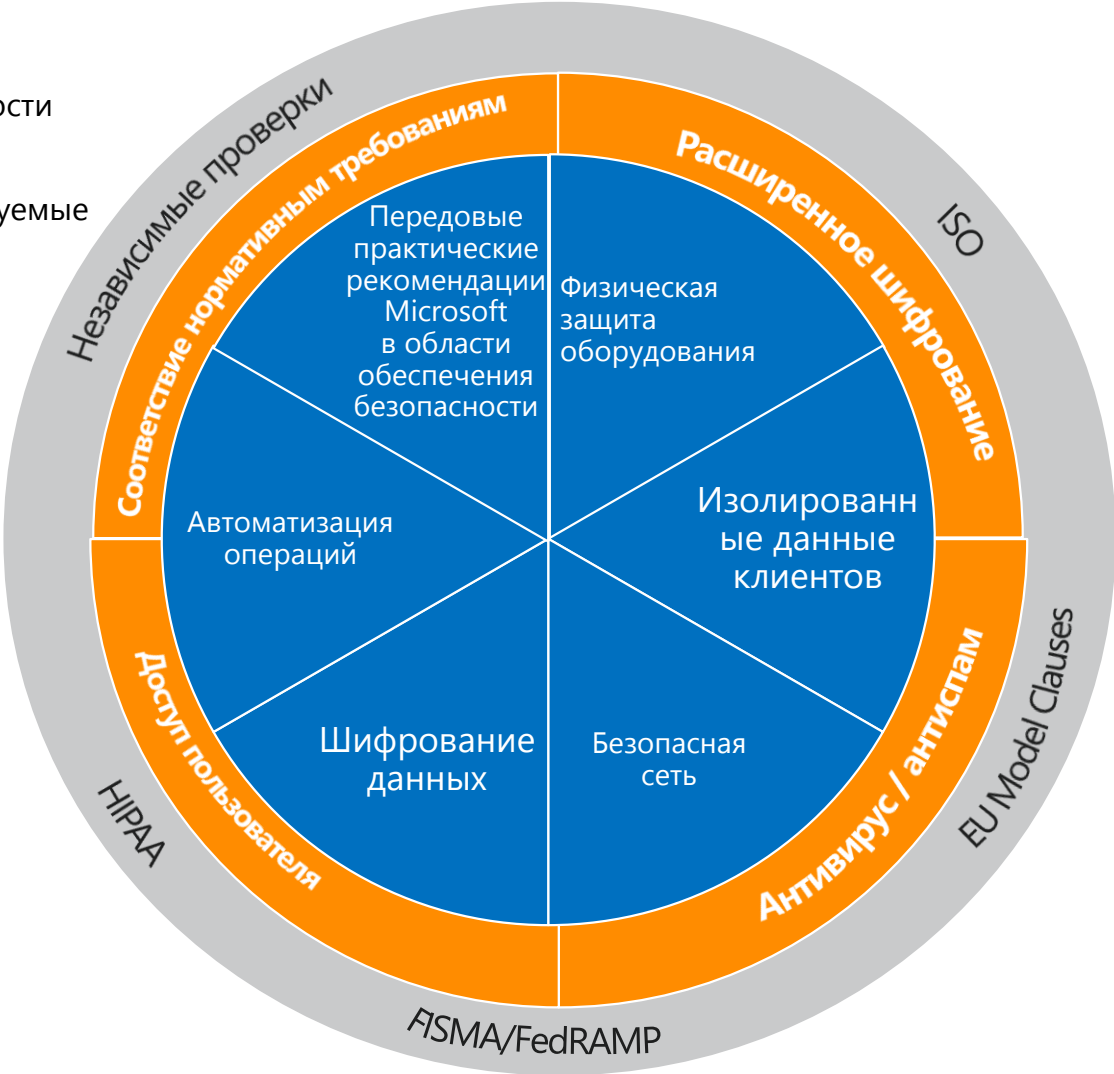 ости
уемые
Независимые проверки
ISO
EU Model Clauses
FISMA/FedRAMP
HIPAA
Соответствие нормативным требованиям
Расширенное шифрование
Антивирус / антиспам
Доступ пользователя
Передовые
практические
рекомендации
Microsoft
в области
обеспечения
безопасности
Физическая
защита
оборудования
Изолированн
ые данные
клиентов
Безопасная
сеть
Шифрование
данных
Автоматизация
операций